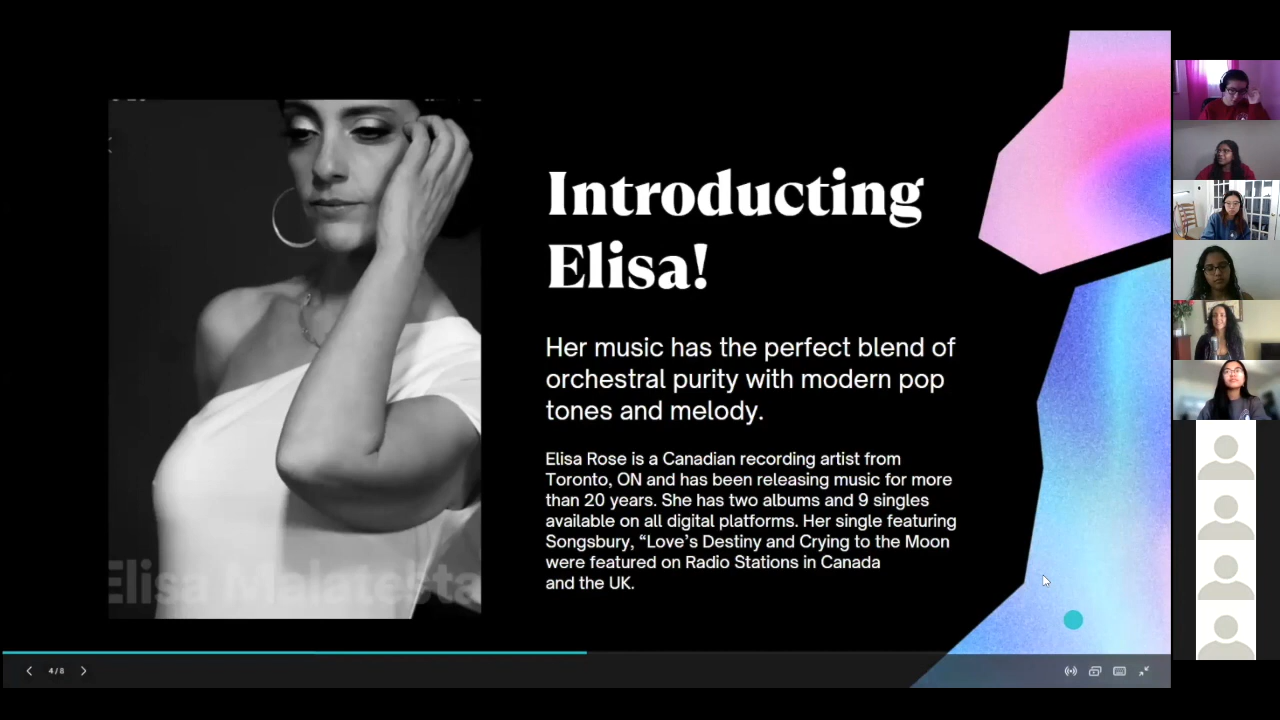 Introducting
Elisa!
Her music has the perfect blend of
orchestral purity with modern pop
tones and melody.
Elisa Rose is a Canadian recording artist from
Toronto, ON and has been releasing music for more
than 20 years. She has two albums and 9 singles
available on all digital platforms. Her single featuring
Songsbury, “Love’s Destiny and Crying to the Moon
were featured on Radio Stations in Canada
and the UK.
Elisa Malatesta
4/8